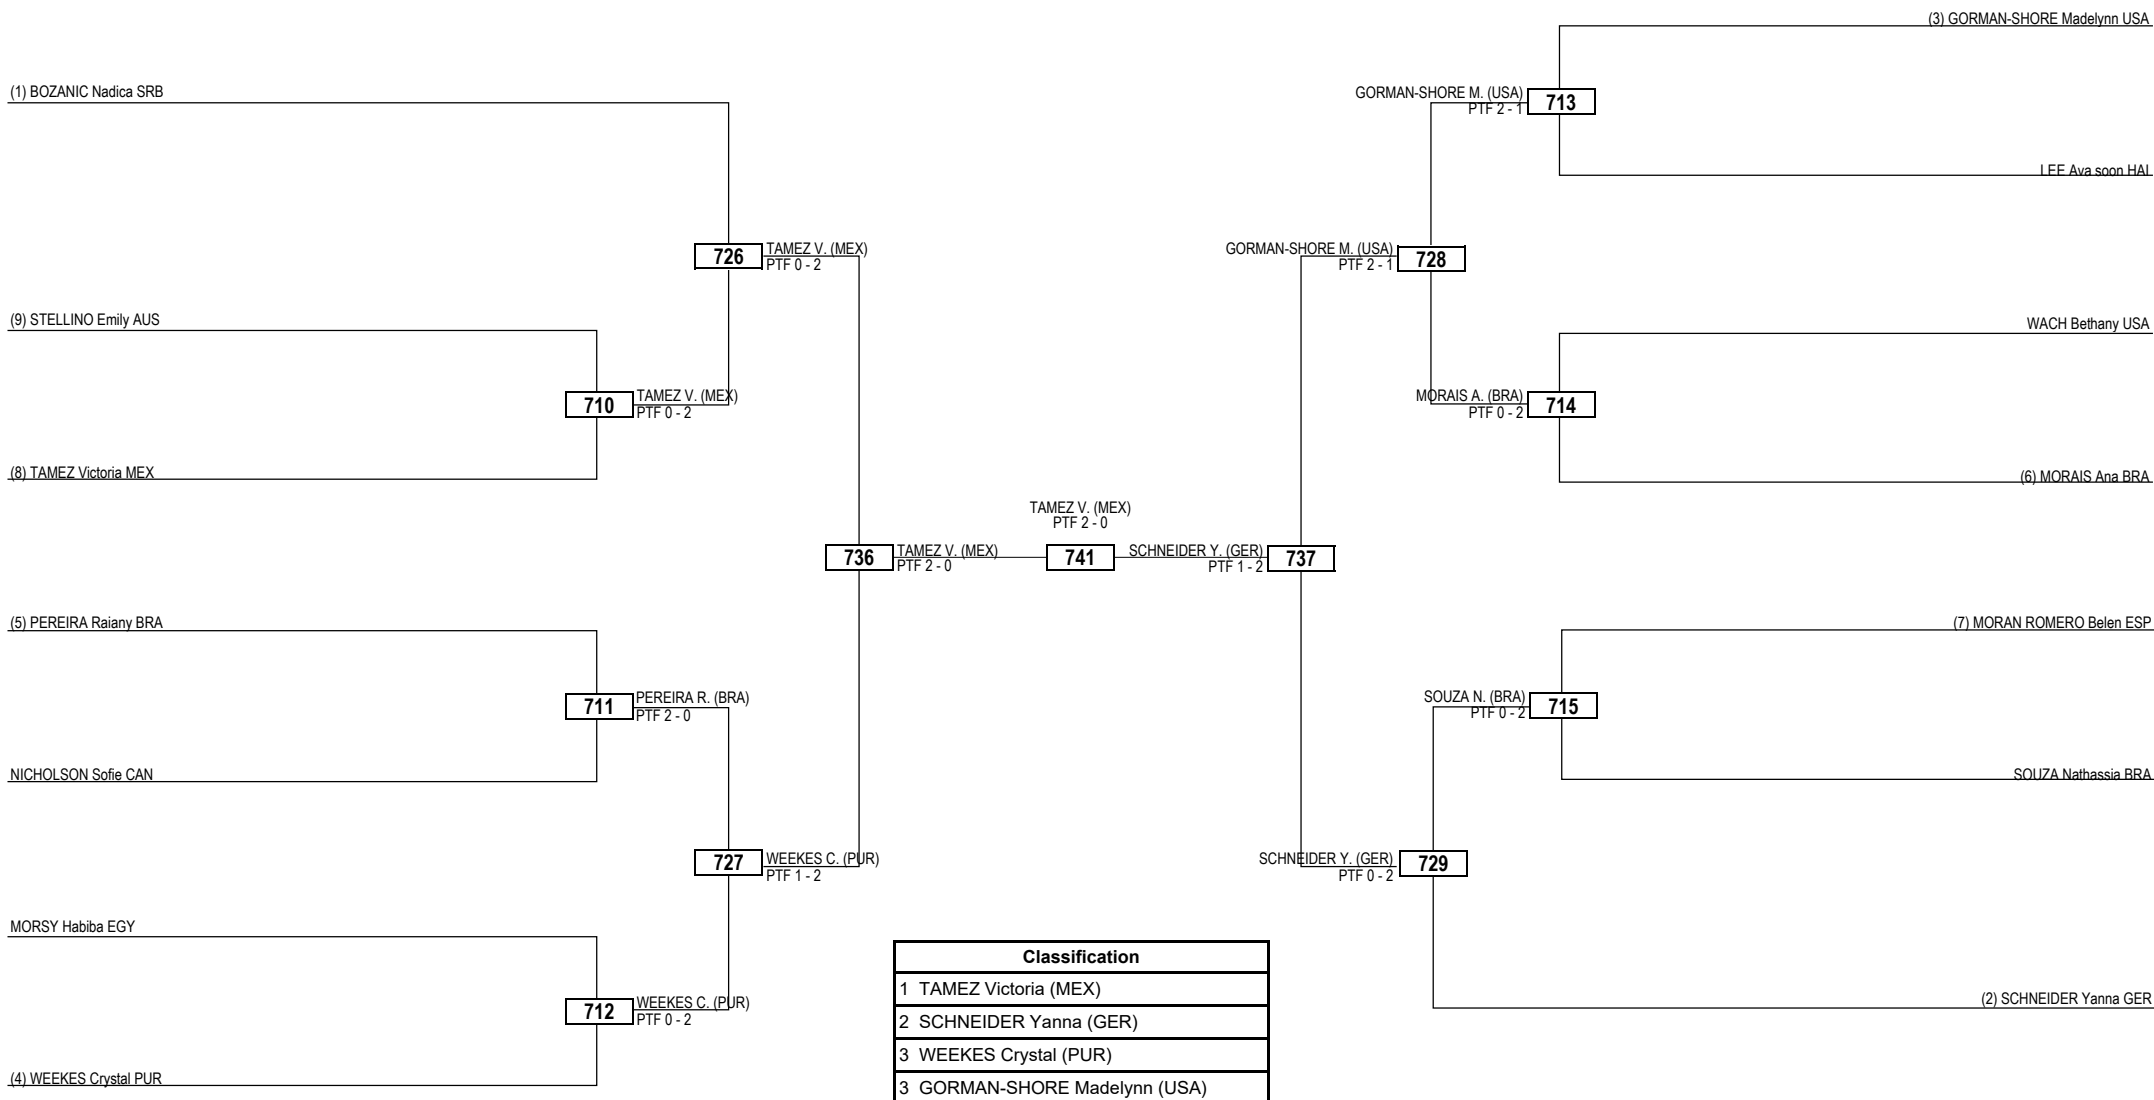 (3) GORMAN-SHORE Madelynn USA
(1) BOZANIC Nadica SRB
GORMAN-SHORE M. (USA)
PTF 2 - 1
713
LEE Ava soon HAI
726
TAMEZ V. (MEX)
PTF 0 - 2
GORMAN-SHORE M. (USA)
PTF 2 - 1
728
(9) STELLINO Emily AUS
WACH Bethany USA
710
TAMEZ V. (MEX)
PTF 0 - 2
MORAIS A. (BRA)
PTF 0 - 2
714
(8) TAMEZ Victoria MEX
(6) MORAIS Ana BRA
TAMEZ V. (MEX)
PTF 2 - 0
736
TAMEZ V. (MEX)
PTF 2 - 0
741
SCHNEIDER Y. (GER)
PTF 1 - 2
737
(5) PEREIRA Raiany BRA
(7) MORAN ROMERO Belen ESP
711
PEREIRA R. (BRA)
PTF 2 - 0
SOUZA N. (BRA)
PTF 0 - 2
715
NICHOLSON Sofie CAN
SOUZA Nathassia BRA
727
WEEKES C. (PUR)
PTF 1 - 2
SCHNEIDER Y. (GER)
PTF 0 - 2
729
MORSY Habiba EGY
712
WEEKES C. (PUR)
PTF 0 - 2
(2) SCHNEIDER Yanna GER
(4) WEEKES Crystal PUR
Classification
1 TAMEZ Victoria (MEX)
2 SCHNEIDER Yanna (GER)
3 WEEKES Crystal (PUR)
3 GORMAN-SHORE Madelynn (USA)